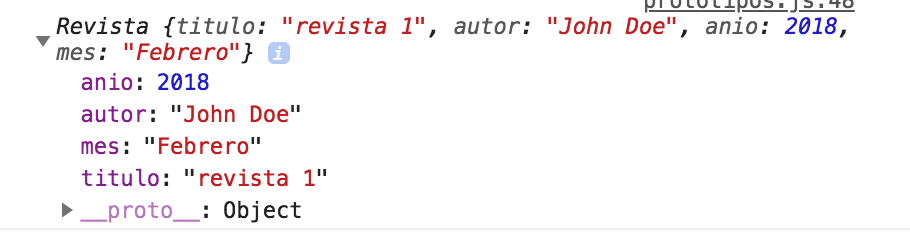 prototipos.js:48
Revista {titulo: "revista 1", autor: "John Doe", anio: 2018,
mes: "Febrero"} i
anio: 2018
autor: "John Doe"
mes: "Febrero"
titulo: "revista 1"
__proto__: Object